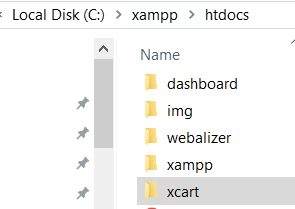 Local Disk (C:) > xampp > htdocs
Name
dashboard
img
webalizer
xampp
xcart